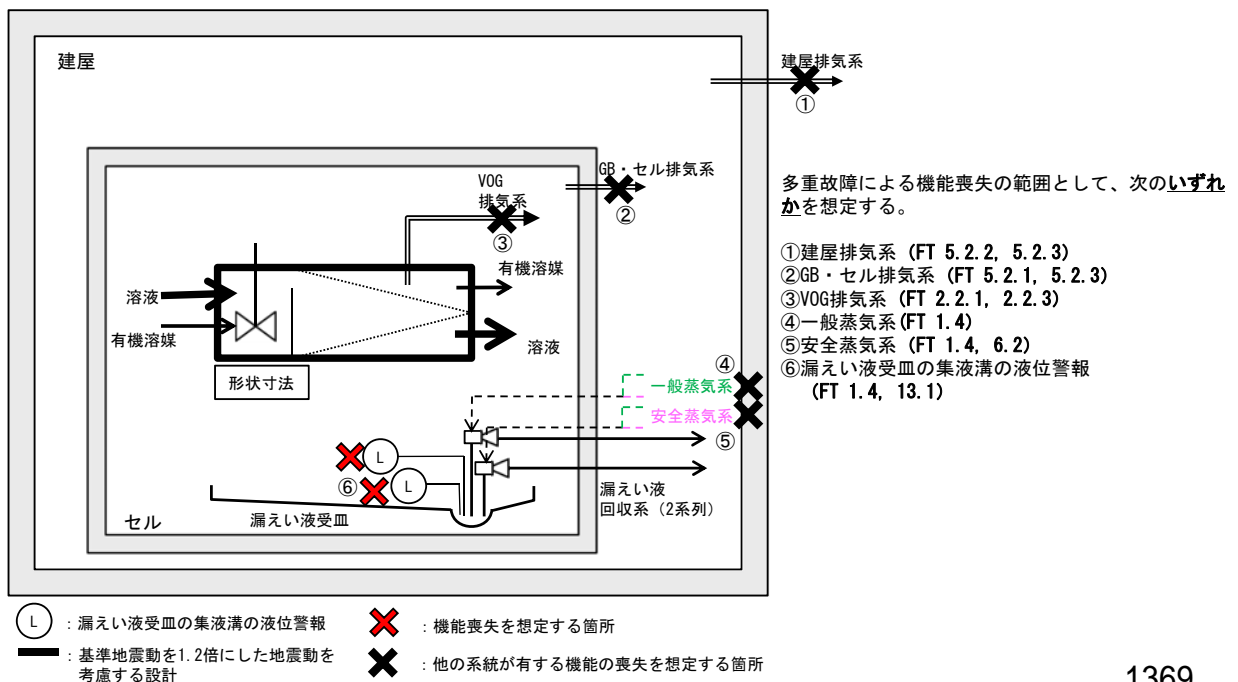 建屋
建屋排気系
①
GB・セル排気系
②
VOG
排気系
③
有機溶媒
溶液
有機溶媒
溶液
形状寸法
④
一般蒸気系
安全蒸気系
⑤
L
⑥
L
漏えい液
回収系（2系列）
漏えい液受皿
セル
多重故障による機能喪失の範囲として、次のいずれ
かを想定する。
①建屋排気系 (FT 5.2.2, 5.2.3)
②GB・セル排気系 (FT 5.2.1, 5.2.3)
③VOG排気系 (FT 2.2.1, 2.2.3)
④一般蒸気系(FT 1.4)
⑤安全蒸気系 (FT 1.4, 6.2)
⑥漏えい液受皿の集液溝の液位警報
(FT 1.4, 13.1)
L
：漏えい液受皿の集液溝の液位警報
：機能喪失を想定する箇所
：基準地震動を1.2倍にした地震動を
考慮する設計
：他の系統が有する機能の喪失を想定する箇所
1369